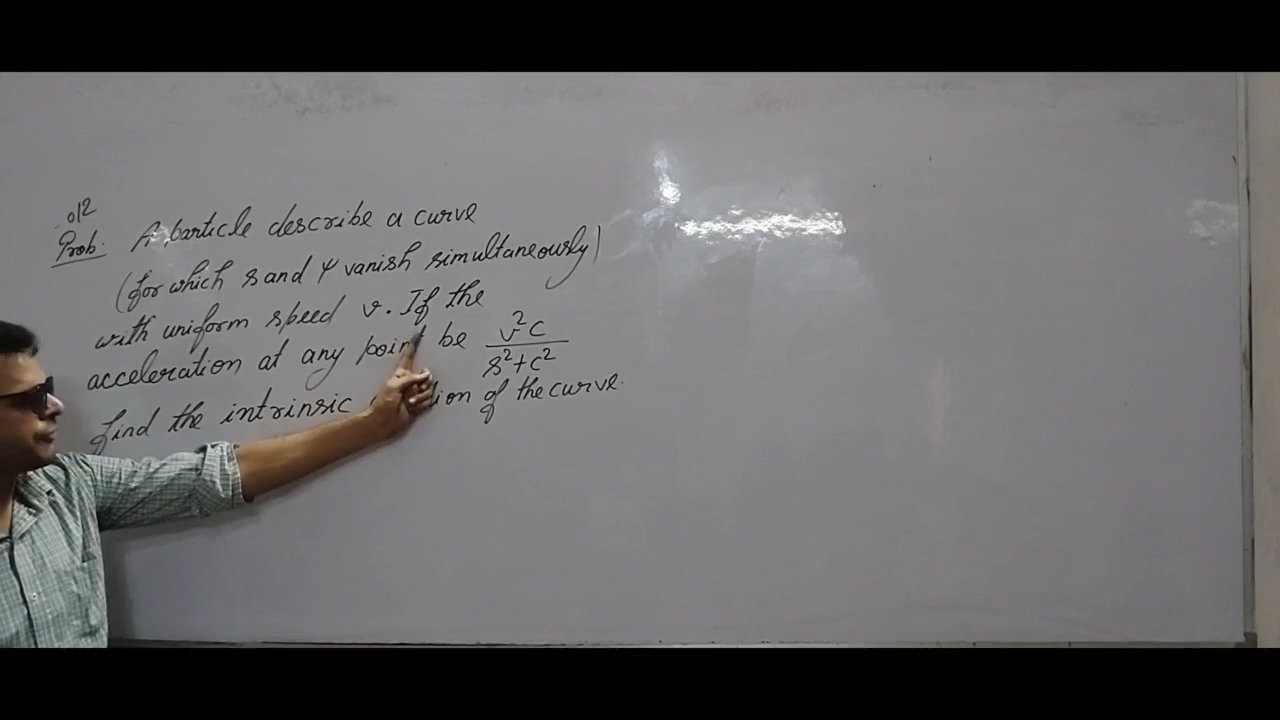 012
Prob: A particle describe a curve
(for which s and ψ vanish simultaneously)
with uniform speed v. If the
acceleration at any point be v²c / s²+c²
find the intrinsic of the curve.